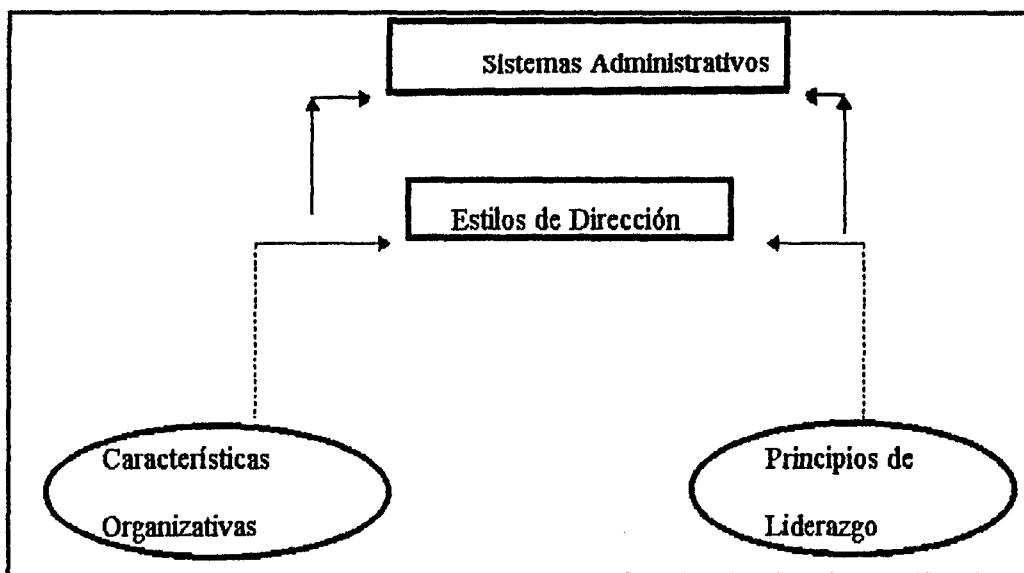 Sistemas Administrativos
Estilos de Dirección
Características
Organizativas
Principios de
Liderazgo